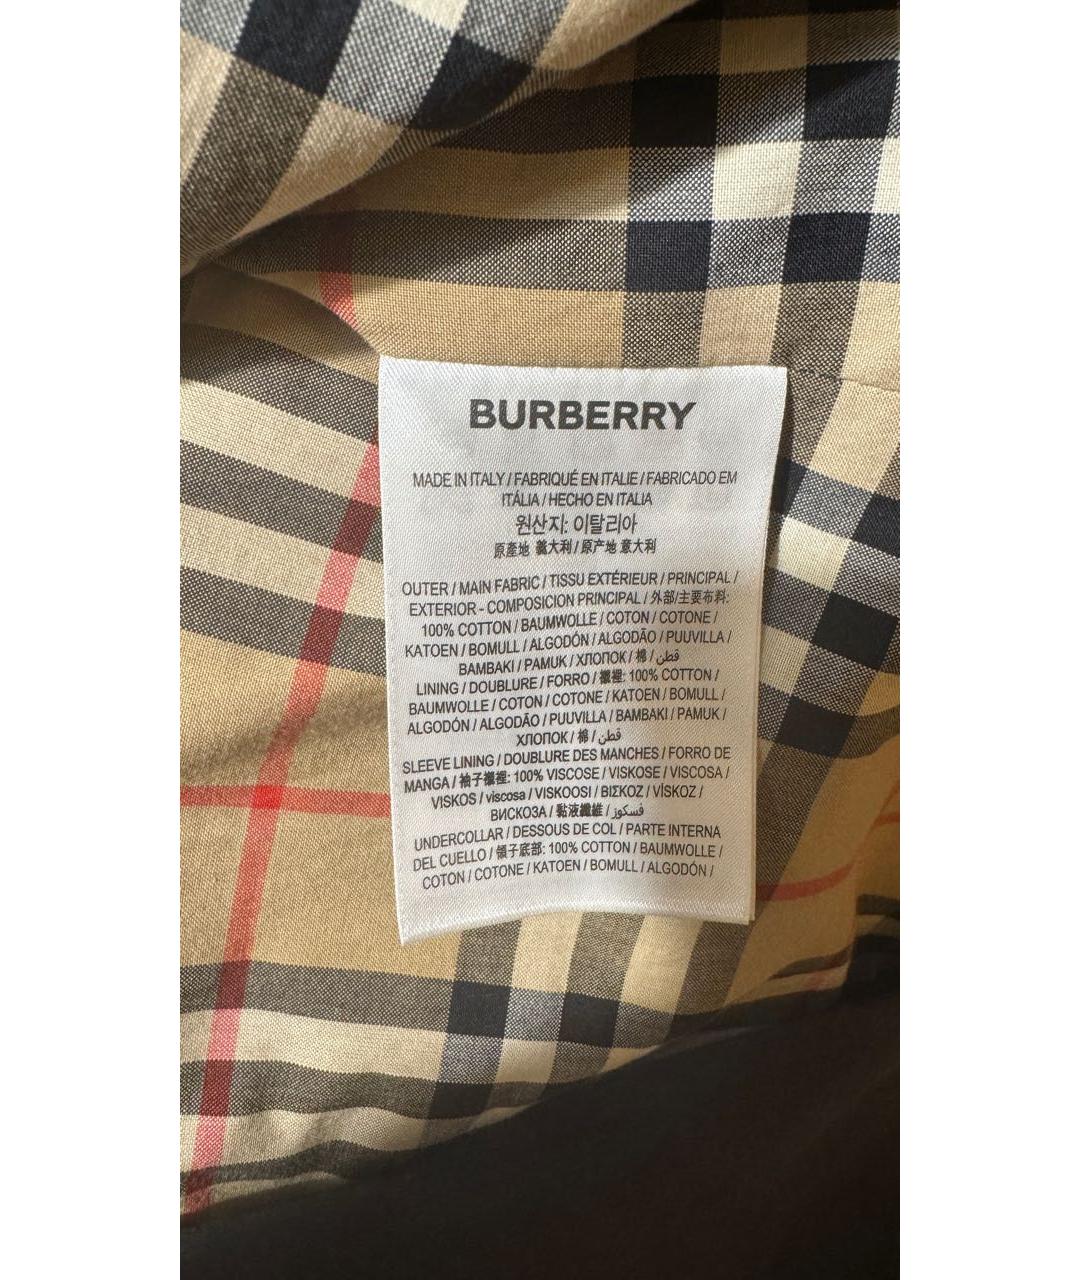 BURBERRY
MADE IN ITALY / FABRIQUÉ EN ITALIE / FABRICADO EM
ITÁLIA / HECHO EN ITALIA
원산지: 이탈리아
原產地 義大利 / 原产地 意大利
OUTER / MAIN FABRIC / TISSU EXTÉRIEUR / PRINCIPAL /
EXTERIOR - COMPOSICION PRINCIPAL / 外部/主要布料:
100% COTTON / BAUMWOLLE / COTON / COTONE /
KATOEN / BOMULL / ALGODÓN / ALGODÃO / PUUVILLA /
BAMBAKI / PAMUK / ХЛОПОК / 棉 / قطن
LINING / DOUBLURE / FORRO / 襯裡: 100% COTTON /
BAUMWOLLE / COTON / COTONE / KATOEN / BOMULL /
ALGODÓN / ALGODÃO / PUUVILLA / BAMBAKI / PAMUK /
ХЛОПОК / 棉 / قطن
SLEEVE LINING / DOUBLURE DES MANCHES / FORRO DE
MANGA / 袖子襯裡: 100% VISCOSE / VISKOSE / VISCOSA /
VISKOS / viscosa / VISKOOSI / ΒΙΣΚΟΖ / VİSKOZ /
ВИСКОЗА / 黏液纖維 / فسكوز
UNDERCOLLAR / DESSOUS DE COL / PARTE INTERNA
DEL CUELLO / 領子底部: 100% COTTON / BAUMWOLLE /
COTON / COTONE / KATOEN / BOMULL / ALGODÓN /